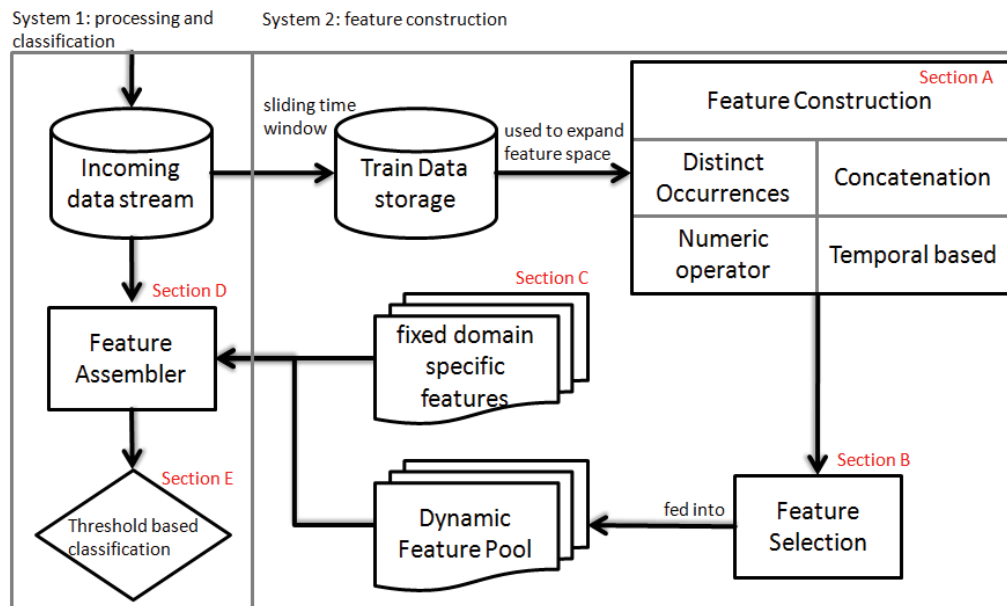 System 1: processing and
classification
System 2: feature construction
Incoming
data stream
sliding time
window
Train Data
storage
used to expand
feature space
Section A
Feature Construction
Distinct
Occurrences
Concatenation
Numeric
operator
Temporal based
Section D
Feature
Assembler
Section C
fixed domain
specific
features
Section E
Threshold based
classification
Dynamic
Feature Pool
fed into
Section B
Feature
Selection